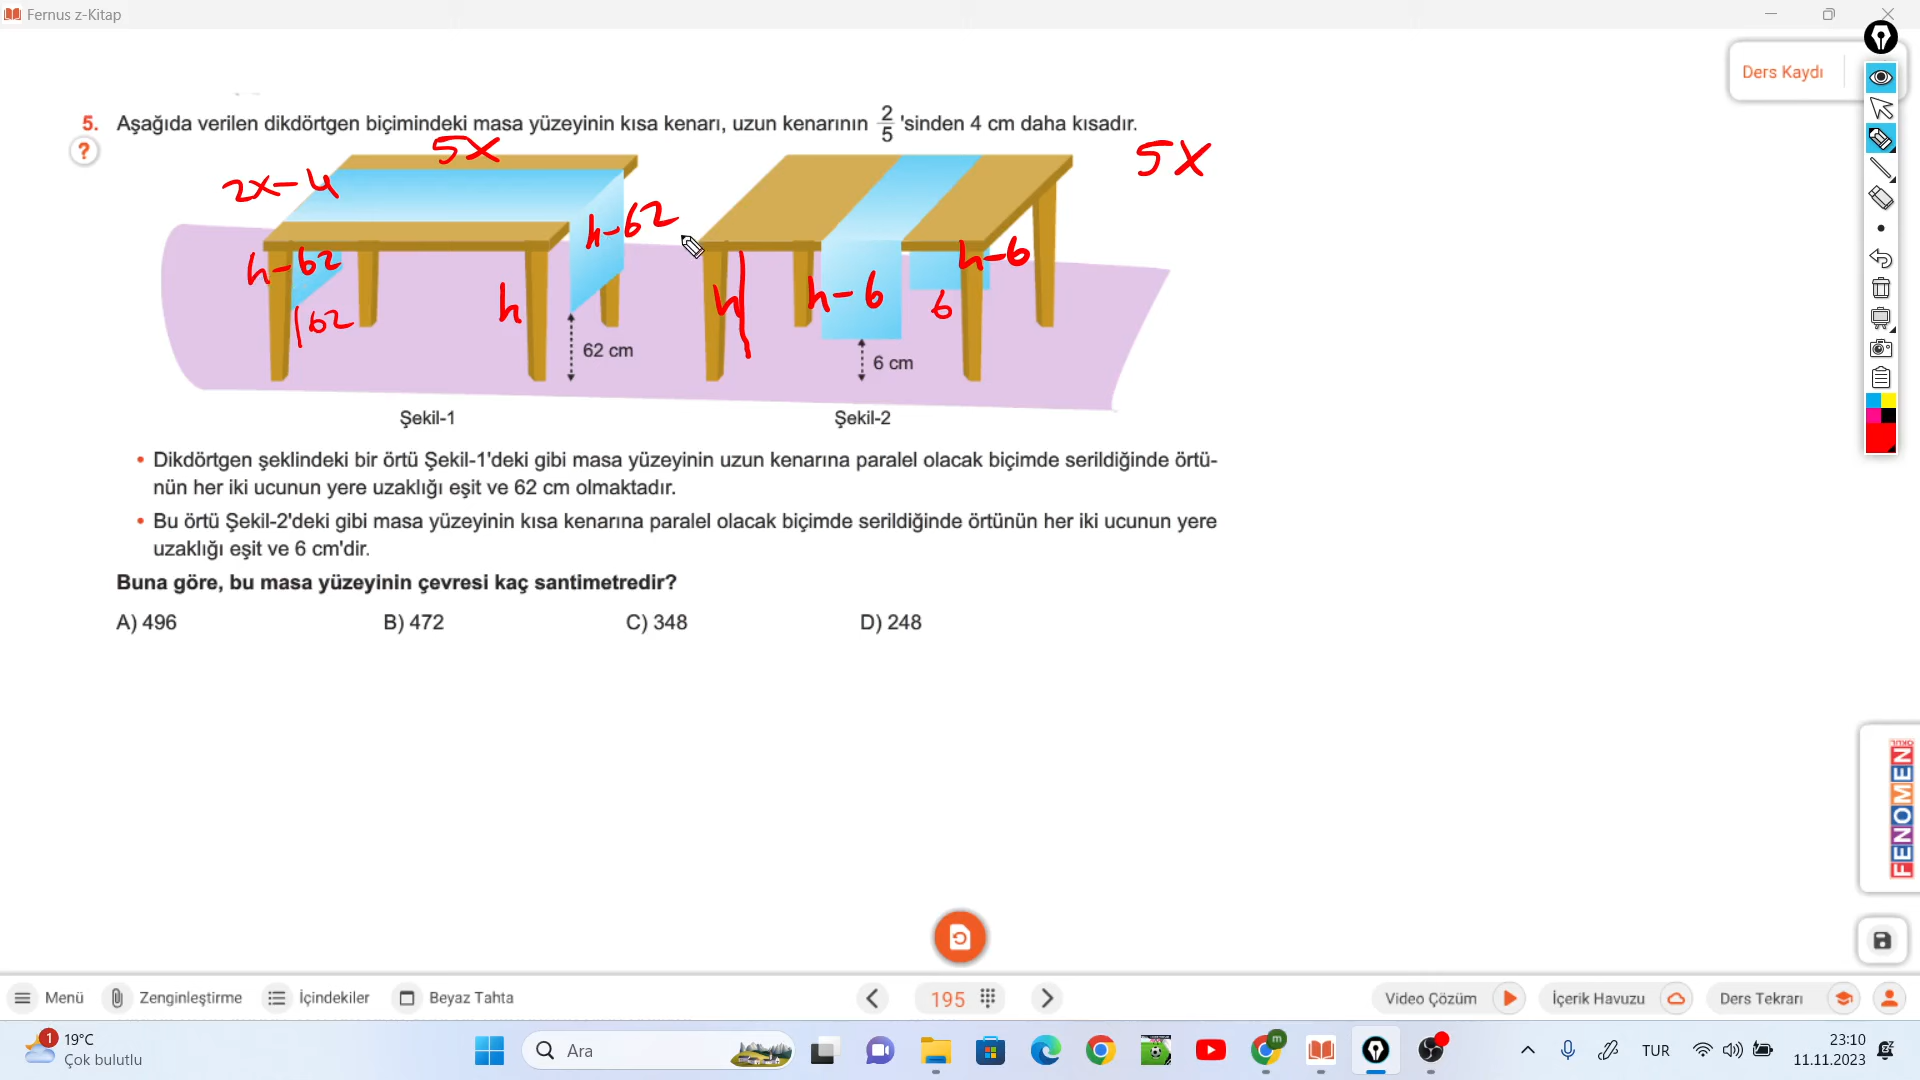 Fernus z-Kitap
Ders Kaydı
5. Aşağıda verilen dikdörtgen biçimindeki masa yüzeyinin kısa kenarı, uzun kenarının 2/5 'sinden 4 cm daha kısadır.
?
5x
5x
2x-4
h-62
h-62
h-6
h
h
h-6
6
62
62 cm
6 cm
Şekil-1
Şekil-2
• Dikdörtgen şeklindeki bir örtü Şekil-1'deki gibi masa yüzeyinin uzun kenarına paralel olacak biçimde serildiğinde örtü-
nün her iki ucunun yere uzaklığı eşit ve 62 cm olmaktadır.
• Bu örtü Şekil-2'deki gibi masa yüzeyinin kısa kenarına paralel olacak biçimde serildiğinde örtünün her iki ucunun yere
uzaklığı eşit ve 6 cm'dir.
Buna göre, bu masa yüzeyinin çevresi kaç santimetredir?
A) 496 B) 472 C) 348 D) 248
FENOMEN
OKUL
Menü Zenginleştirme İçindekiler Beyaz Tahta 195 Video Çözüm İçerik Havuzu Ders Tekrarı
1
19°C
Çok bulutlu
Ara
m
TUR
23:10
11.11.2023